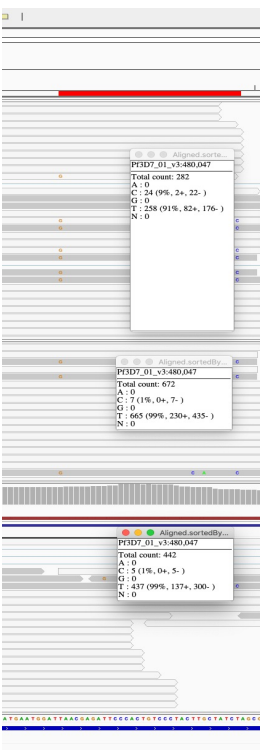 Aligned.sorte...
Pf3D7_01_v3:480,047
Total count: 282
A : 0
C : 24 (9%, 2+, 22- )
G : 0
T : 258 (91%, 82+, 176- )
N : 0
G
G C
G C
G C
G C
G C
G C
Aligned.sortedBy...
Pf3D7_01_v3:480,047
Total count: 672
A : 0
C : 7 (1%, 0+, 7- )
G : 0
T : 665 (99%, 230+, 435- )
N : 0
G C A C
Aligned.sortedBy...
Pf3D7_01_v3:480,047
Total count: 442
A : 0
C : 5 (1%, 0+, 5- )
G : 0
T : 437 (99%, 137+, 300- )
N : 0
G C
ATGAATGGATTAACGAGATTCCCACTGTCCCTACTTGCTATCTAGC